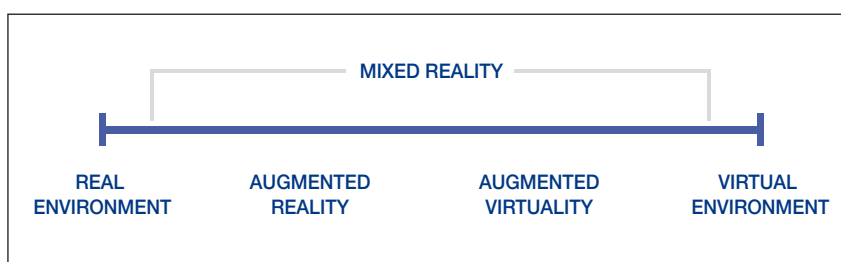 MIXED REALITY
REAL
ENVIRONMENT
AUGMENTED
REALITY
AUGMENTED
VIRTUALITY
VIRTUAL
ENVIRONMENT